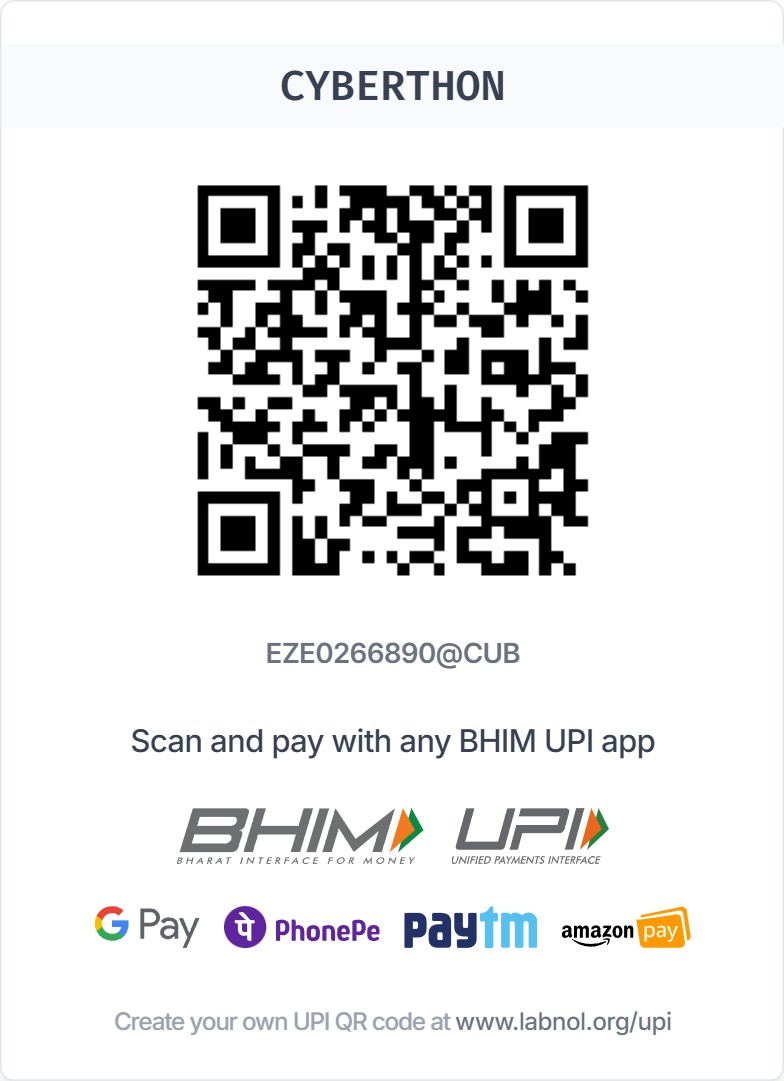 CYBERTHON
EZE0266890@CUB
Scan and pay with any BHIM UPI app
BHIM UPI
BHARAT INTERFACE FOR MONEY UNIFIED PAYMENTS INTERFACE
G Pay पे PhonePe paytm amazon pay
Create your own UPI QR code at www.labnol.org/upi